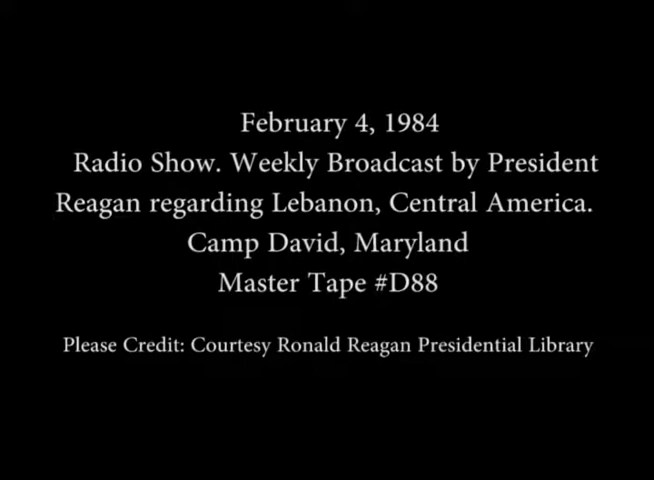 February 4, 1984
Radio Show. Weekly Broadcast by President
Reagan regarding Lebanon, Central America.
Camp David, Maryland
Master Tape #D88
Please Credit: Courtesy Ronald Reagan Presidential Library